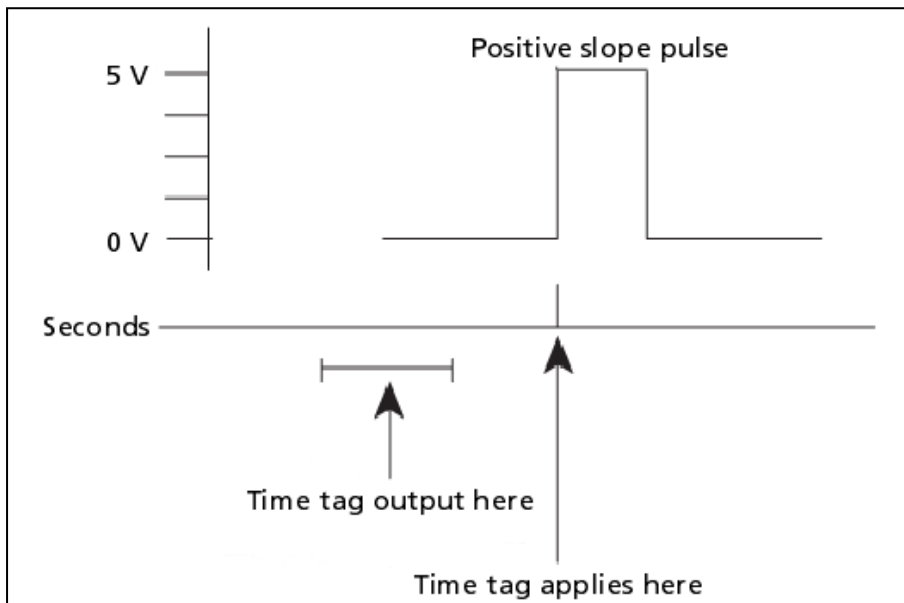 Positive slope pulse
5 V
0 V
Seconds
Time tag output here
Time tag applies here